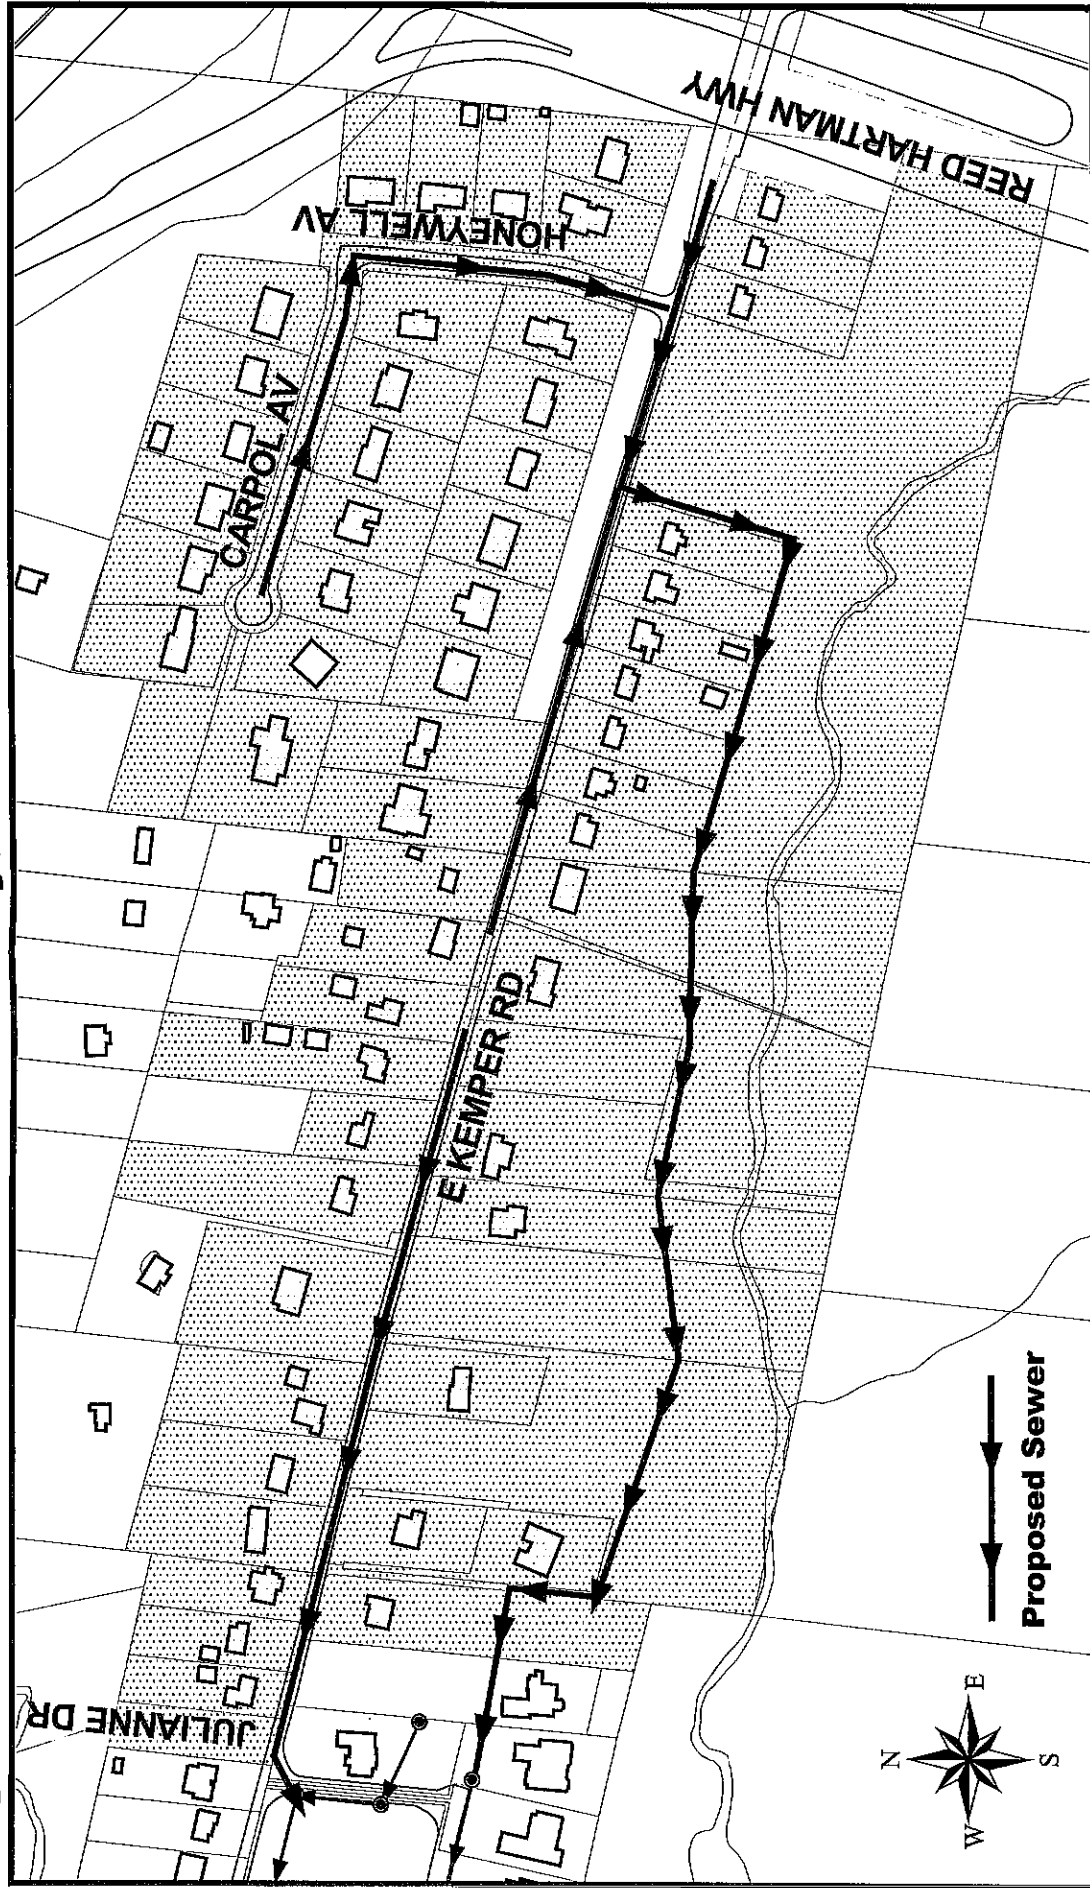 REED HARTMAN HWY
HONEYWELL AV
CARPOL AV
E KEMPER RD
JULIANNE DR
Proposed Sewer
N
W
E
S